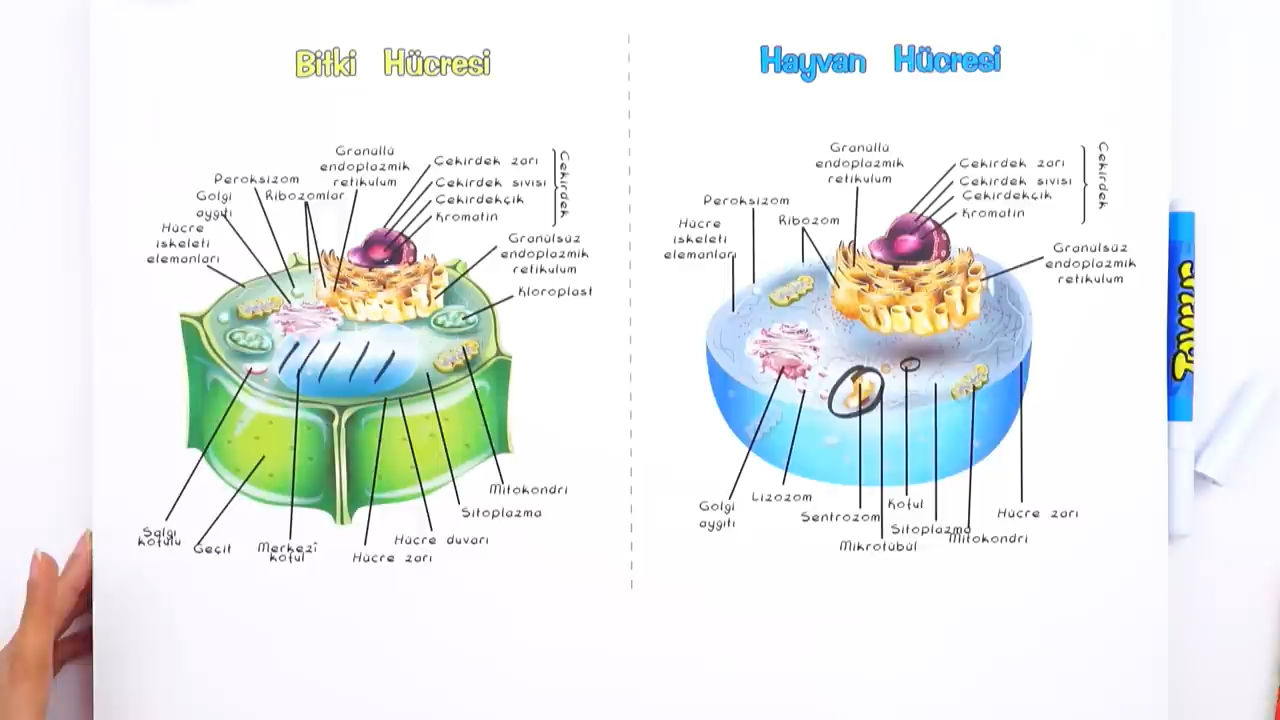 Bitki Hücresi
Granüllü
endoplazmik
retikulum
Peroksizom
Ribozomlar
Golgi
aygıtı
Hücre
iskeleti
elemanları
Çekirdek zarı
Çekirdek sıvısı
Çekirdekçik
Kromatin
Çekirdek
Granülsüz
endoplazmik
retikulum
Kloroplast
Mitokondri
Sitoplazma
Hücre duvarı
Hücre zarı
Merkezî
koful
Geçit
Salgı
kofulu
Hayvan Hücresi
Granüllü
endoplazmik
retikulum
Peroksizom
Ribozom
Hücre
iskeleti
elemanları
Çekirdek zarı
Çekirdek sıvısı
Çekirdekçik
Kromatin
Çekirdek
Granülsüz
endoplazmik
retikulum
Golgi
aygıtı
Lizozom
Sentrozom
Mikrotübül
Koful
Sitoplazma
Mitokondri
Hücre zarı